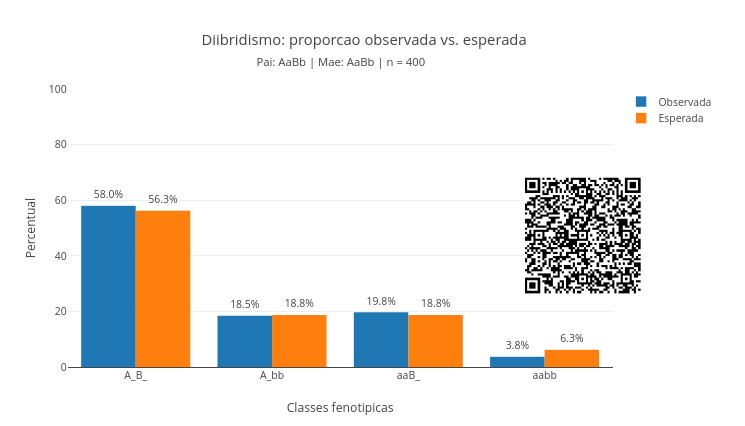 Diibridismo: proporcao observada vs. esperada
Pai: AaBb | Mae: AaBb | n = 400
Observada
Esperada
Percentual
100
80
60
40
20
0
58.0%
56.3%
18.5%
18.8%
19.8%
18.8%
3.8%
6.3%
A_B_
A_bb
aaB_
aabb
Classes fenotipicas